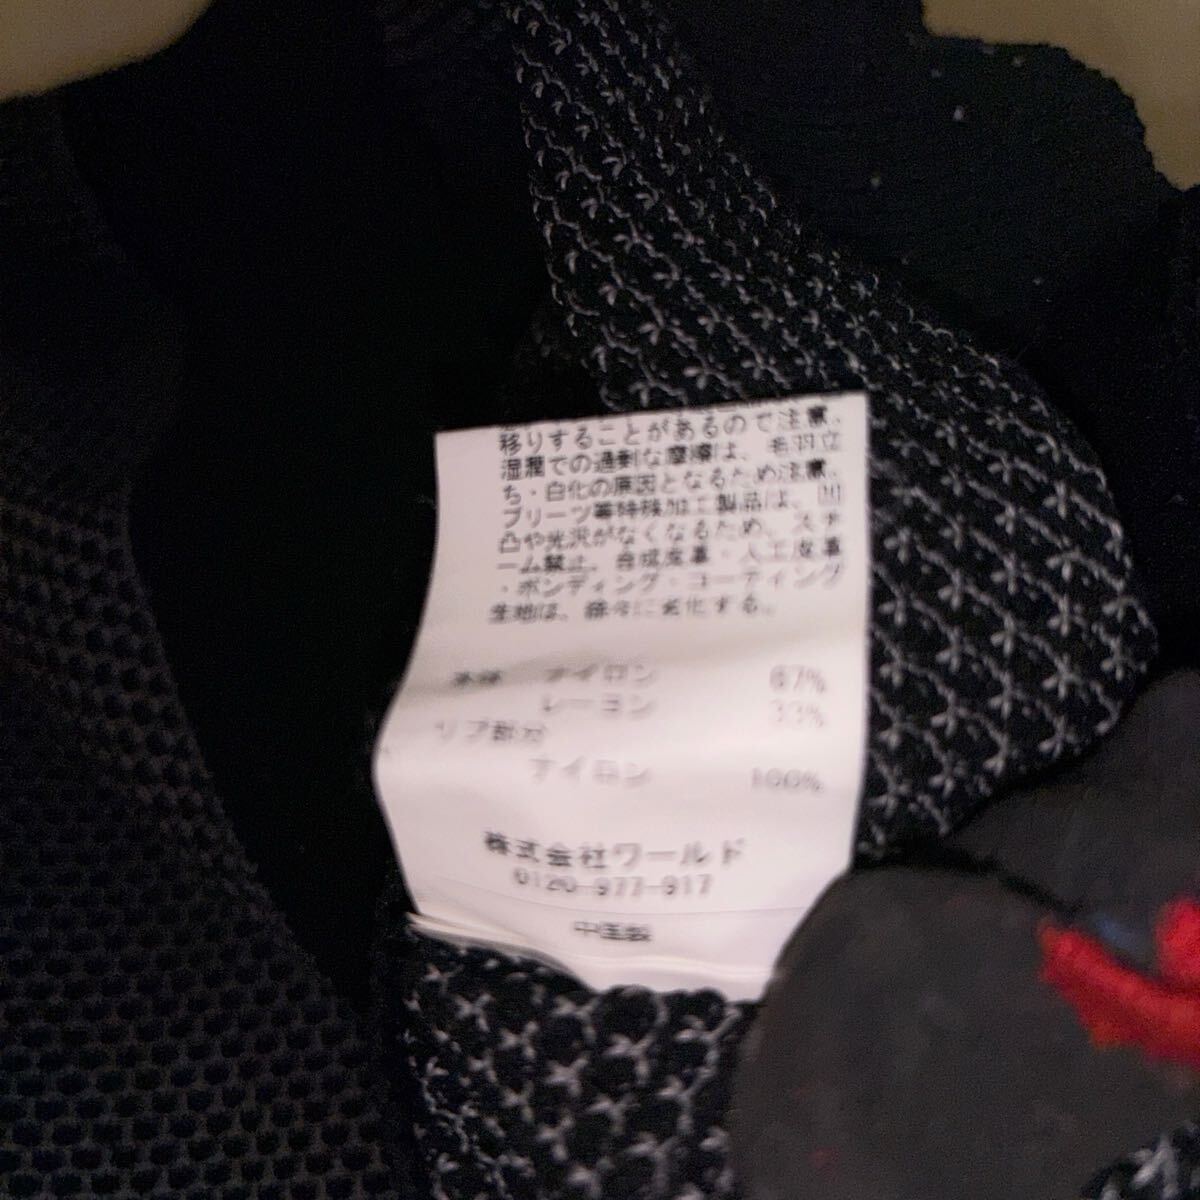 移りすることがあるので注意。
湿潤での過剰な摩擦は、毛羽立
ち・白化の原因となるため注意。
プリーツ等特殊加工製品は、凹
凸や光沢がなくなるため、スチ
ーム禁止。合成皮革・人工皮革
・ボンディング・コーティング
生地は、徐々に劣化する。
本体 ナイロン 67%
レーヨン 33%
リブ部分
ナイロン 100%
株式会社ワールド
0120-977-917
中国製